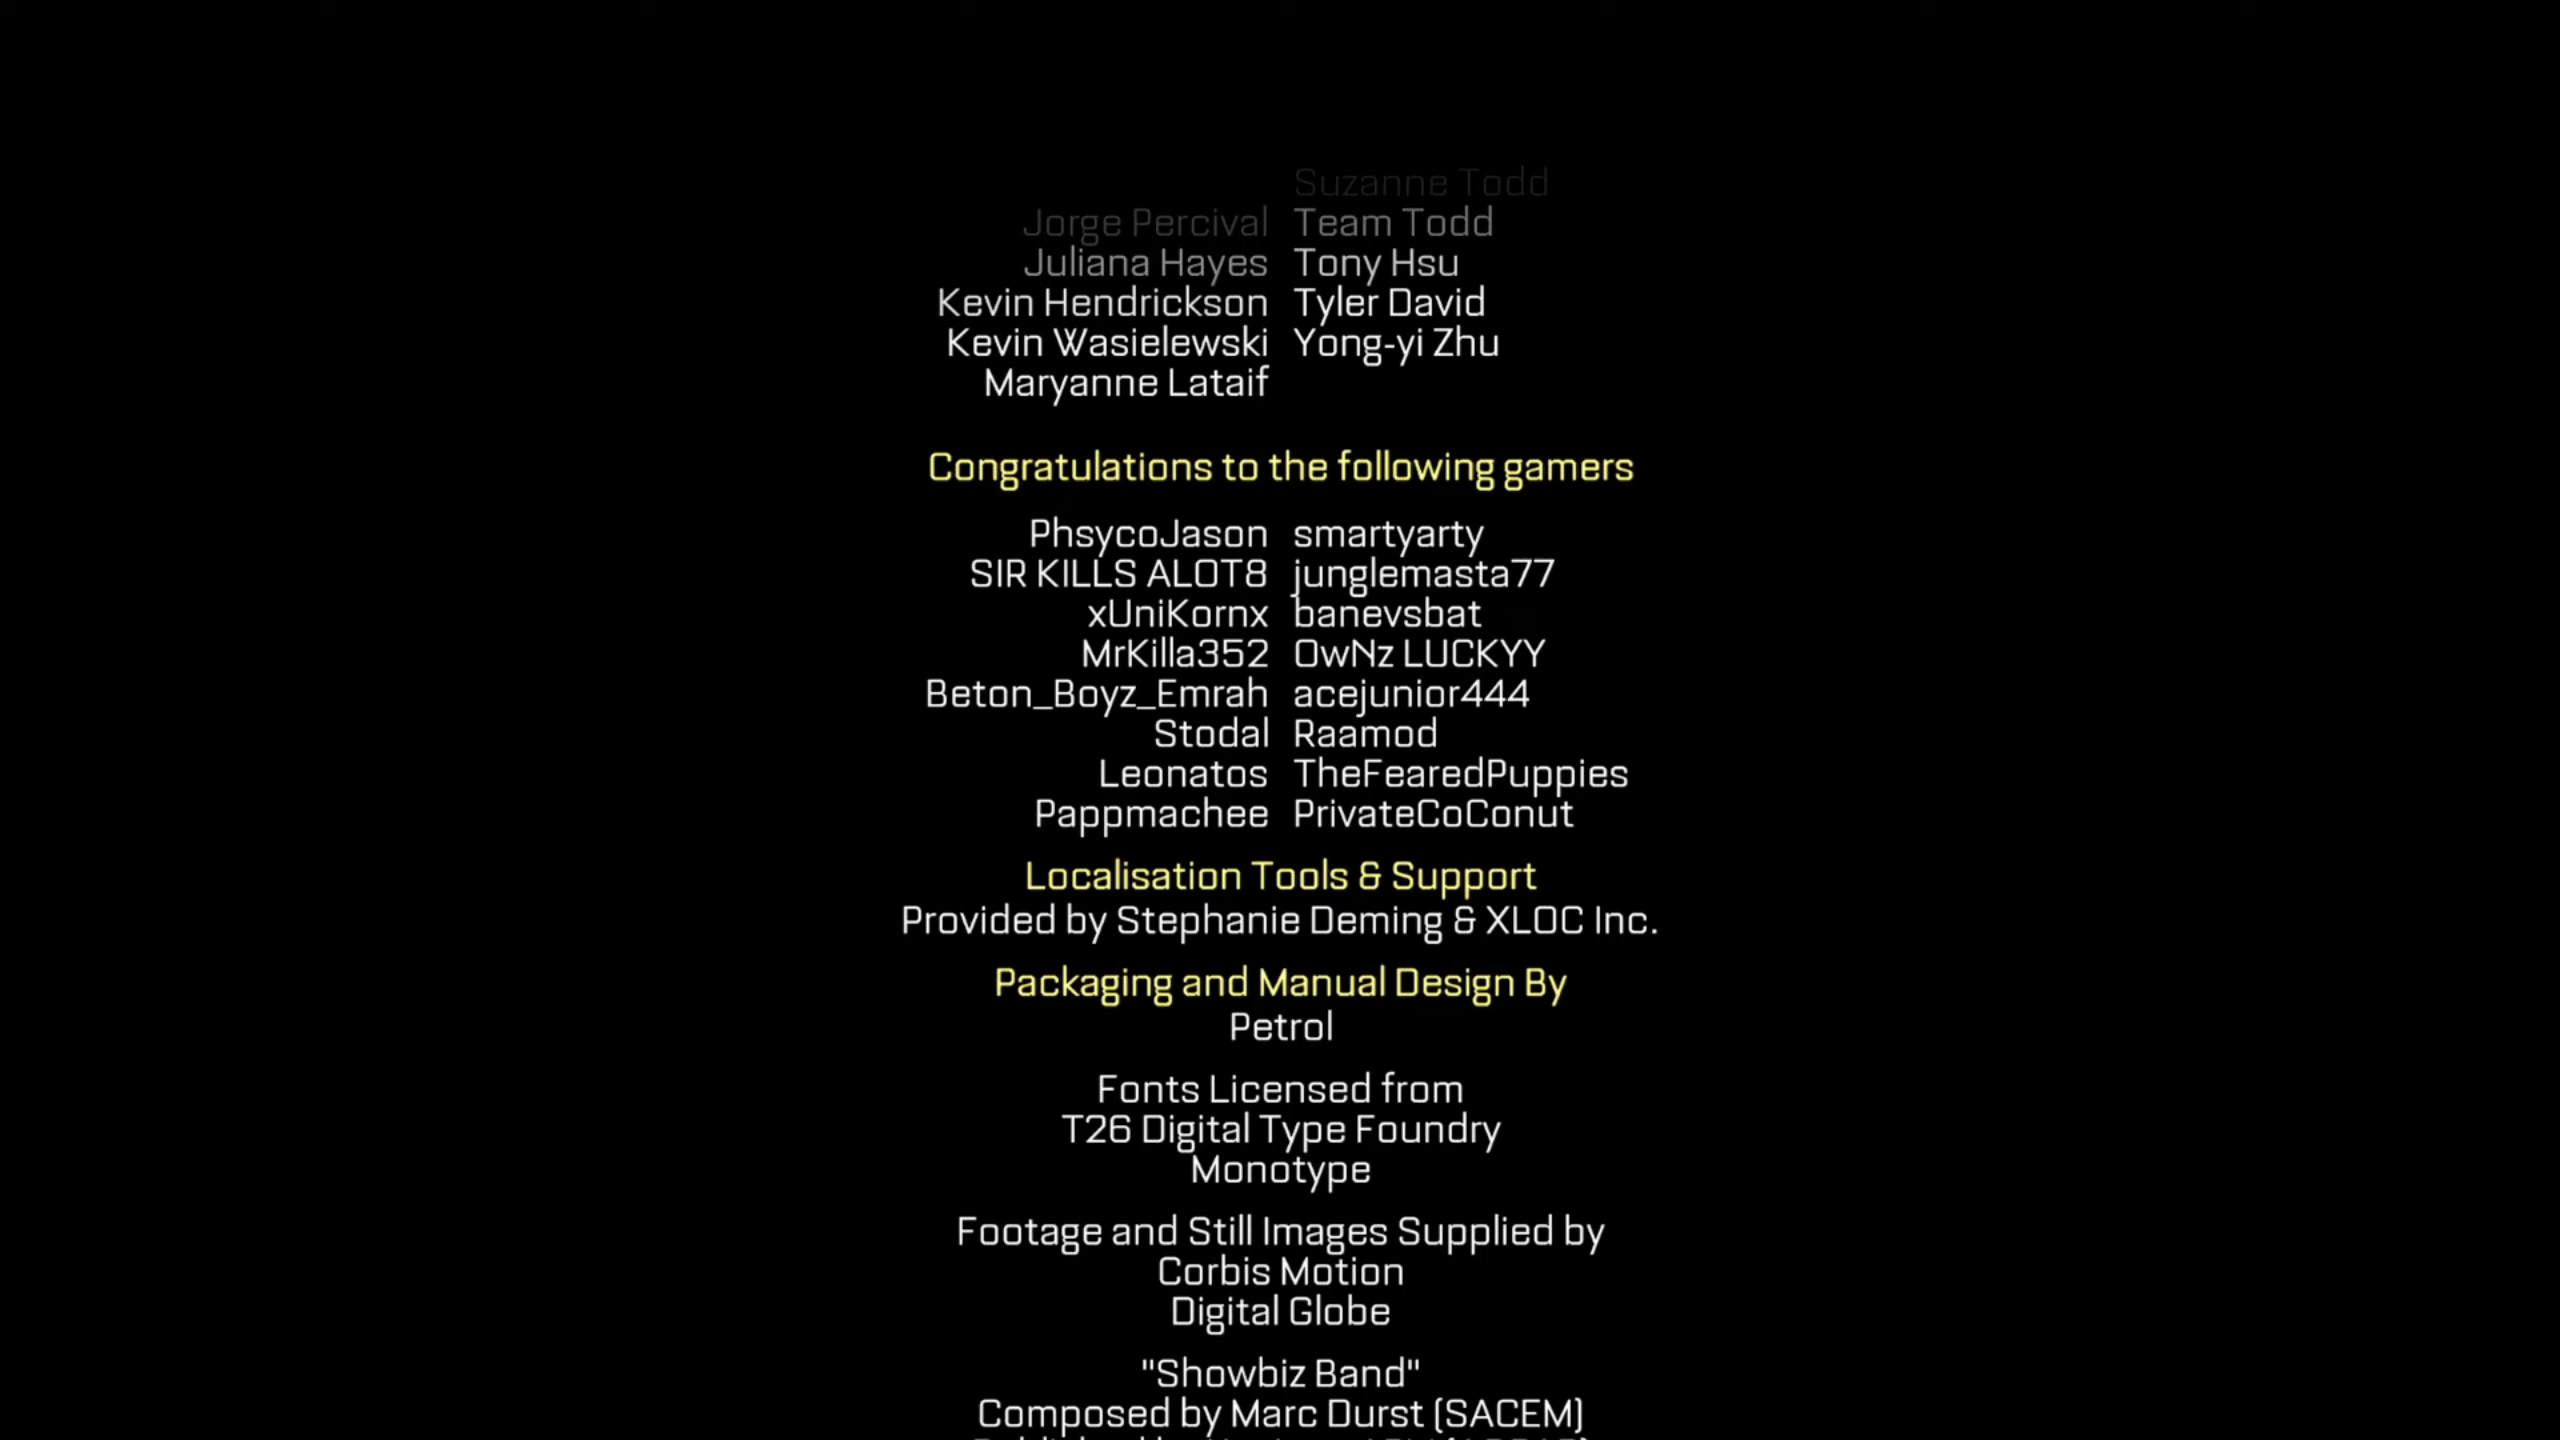 Suzanne Todd
Jorge Percival Team Todd
Juliana Hayes Tony Hsu
Kevin Hendrickson Tyler David
Kevin Wasielewski Yong-yi Zhu
Maryanne Lataif
Congratulations to the following gamers
PhsycoJason smartyarty
SIR KILLS ALOT8 junglemasta77
xUniKornx banevsbat
MrKilla352 OwNz LUCKYY
Beton_Boyz_Emrah acejunior444
Stodal Raamod
Leonatos TheFearedPuppies
Pappmachee PrivateCoConut
Localisation Tools & Support
Provided by Stephanie Deming & XLOC Inc.
Packaging and Manual Design By
Petrol
Fonts Licensed from
T26 Digital Type Foundry
Monotype
Footage and Still Images Supplied by
Corbis Motion
Digital Globe
"Showbiz Band"
Composed by Marc Durst (SACEM)